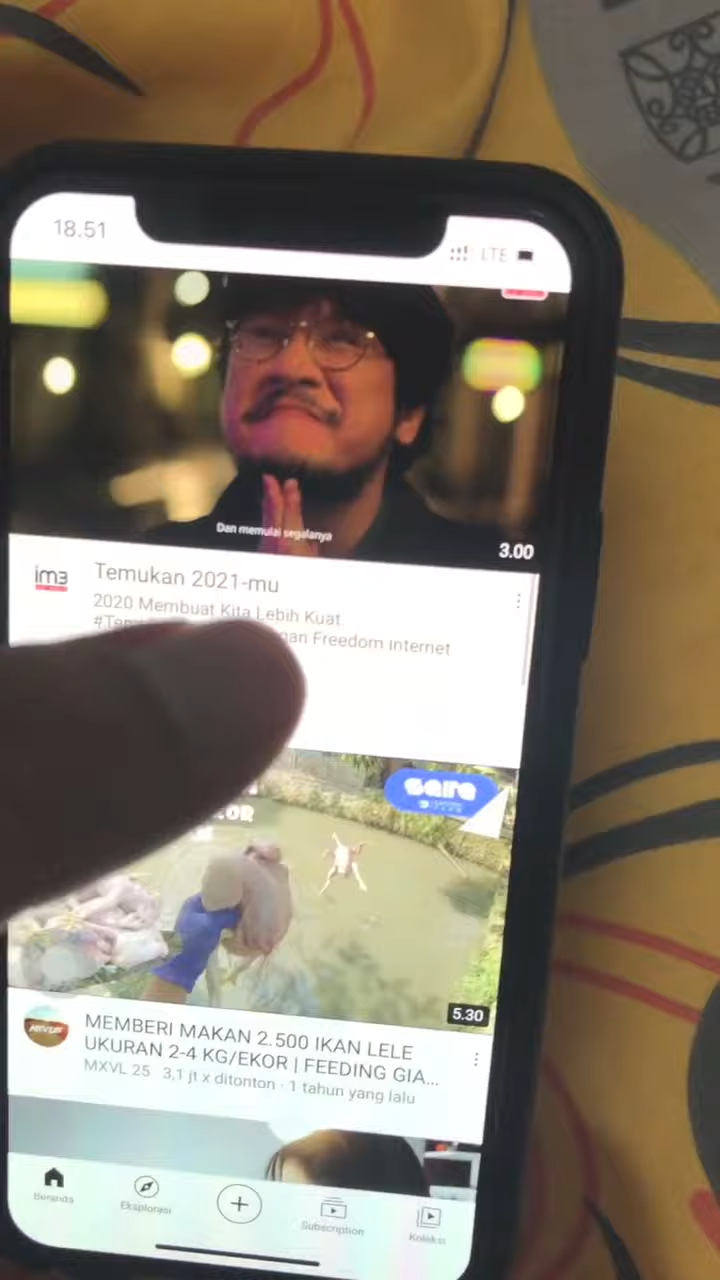 18.51
LTE
Dan memulai segalanya
3.00
im3
Temukan 2021-mu
2020 Membuat Kita Lebih Kuat.
Freedom Internet
5.30
MEMBERI MAKAN 2.500 IKAN LELE
UKURAN 2-4 KG/EKOR | FEEDING GIA...
MXVL 25 3,1 jt x ditonton · 1 tahun yang lalu
Beranda
Eksplorasi
Subscription
Koleksi